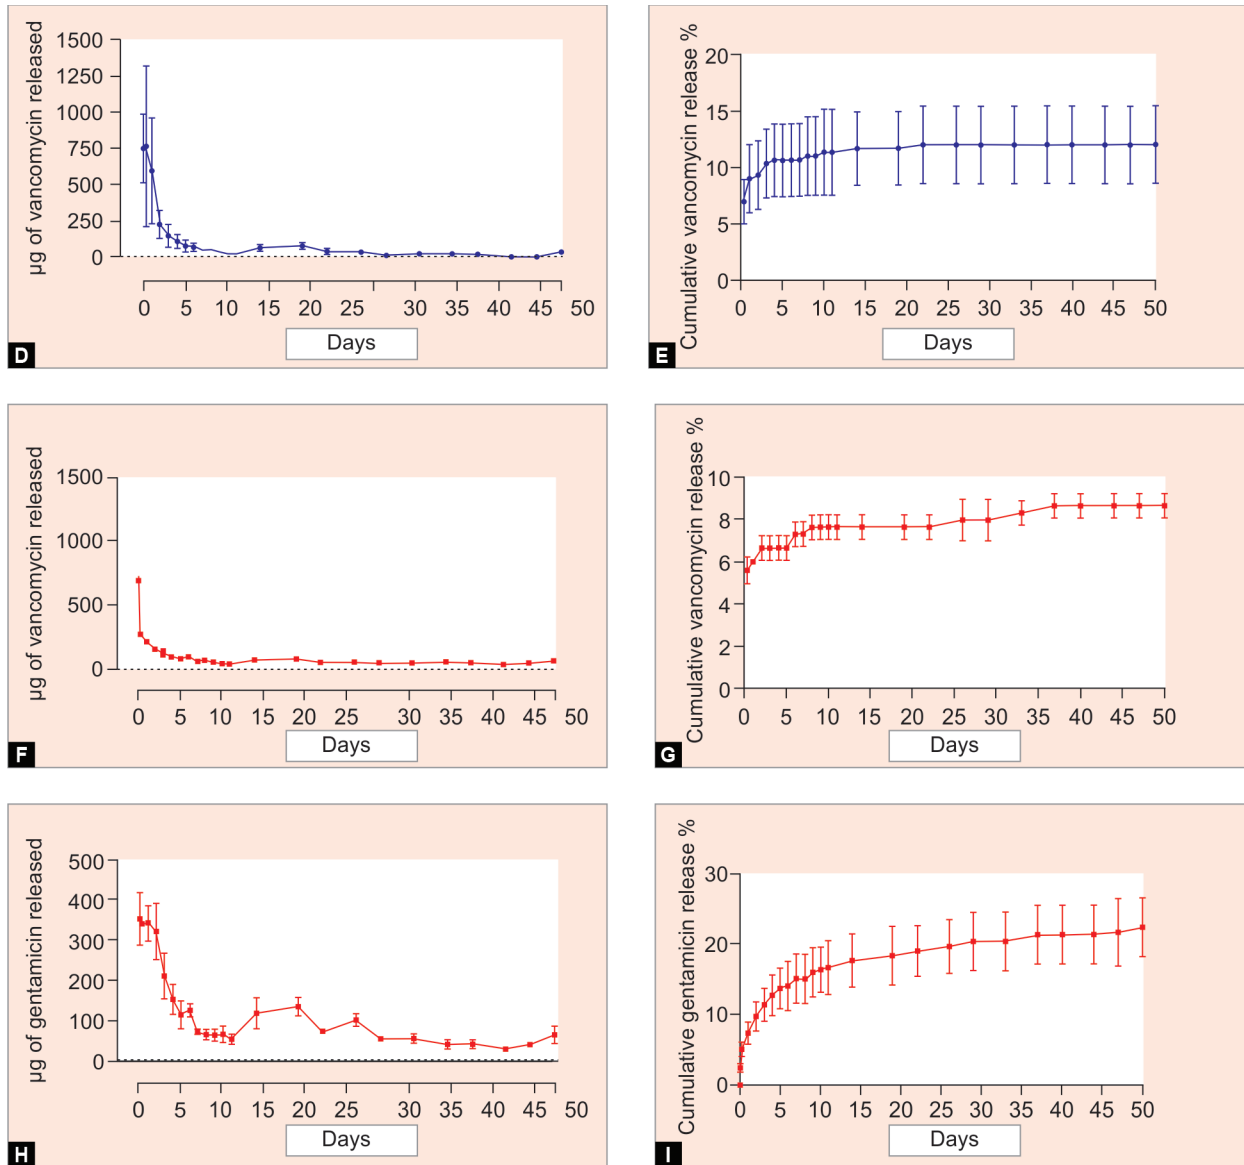 µg of vancomycin released
1500
1250
1000
750
500
250
0
0 5 10 15 20 25 30 35 40 45 50
Days
D
Cumulative vancomycin release %
20
15
10
5
0
0 5 10 15 20 25 30 35 40 45 50
Days
E
µg of vancomycin released
1500
1000
500
0
0 5 10 15 20 25 30 35 40 45 50
Days
F
Cumulative vancomycin release %
10
8
6
4
2
0
0 5 10 15 20 25 30 35 40 45 50
Days
G
µg of gentamicin released
500
400
300
200
100
0
0 5 10 15 20 25 30 35 40 45 50
Days
H
Cumulative gentamicin release %
30
20
10
0
0 5 10 15 20 25 30 35 40 45 50
Days
I